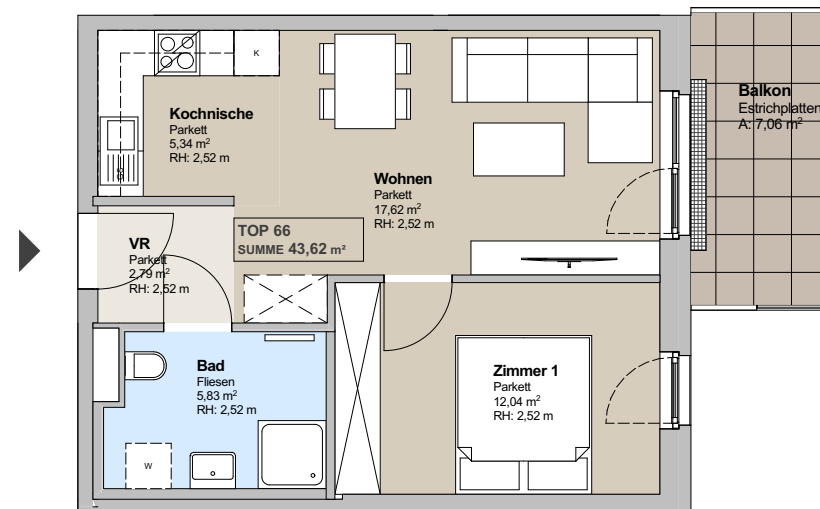 K
Kochnische
Parkett
5,34 m²
RH: 2,52 m
GS
Wohnen
Parkett
17,62 m²
RH: 2,52 m
Balkon
Estrichplatten
A: 7,06 m²
TOP 66
SUMME 43,62 m²
VR
Parkett
2,79 m²
RH: 2,52 m
Bad
Fliesen
5,83 m²
RH: 2,52 m
W
Zimmer 1
Parkett
12,04 m²
RH: 2,52 m